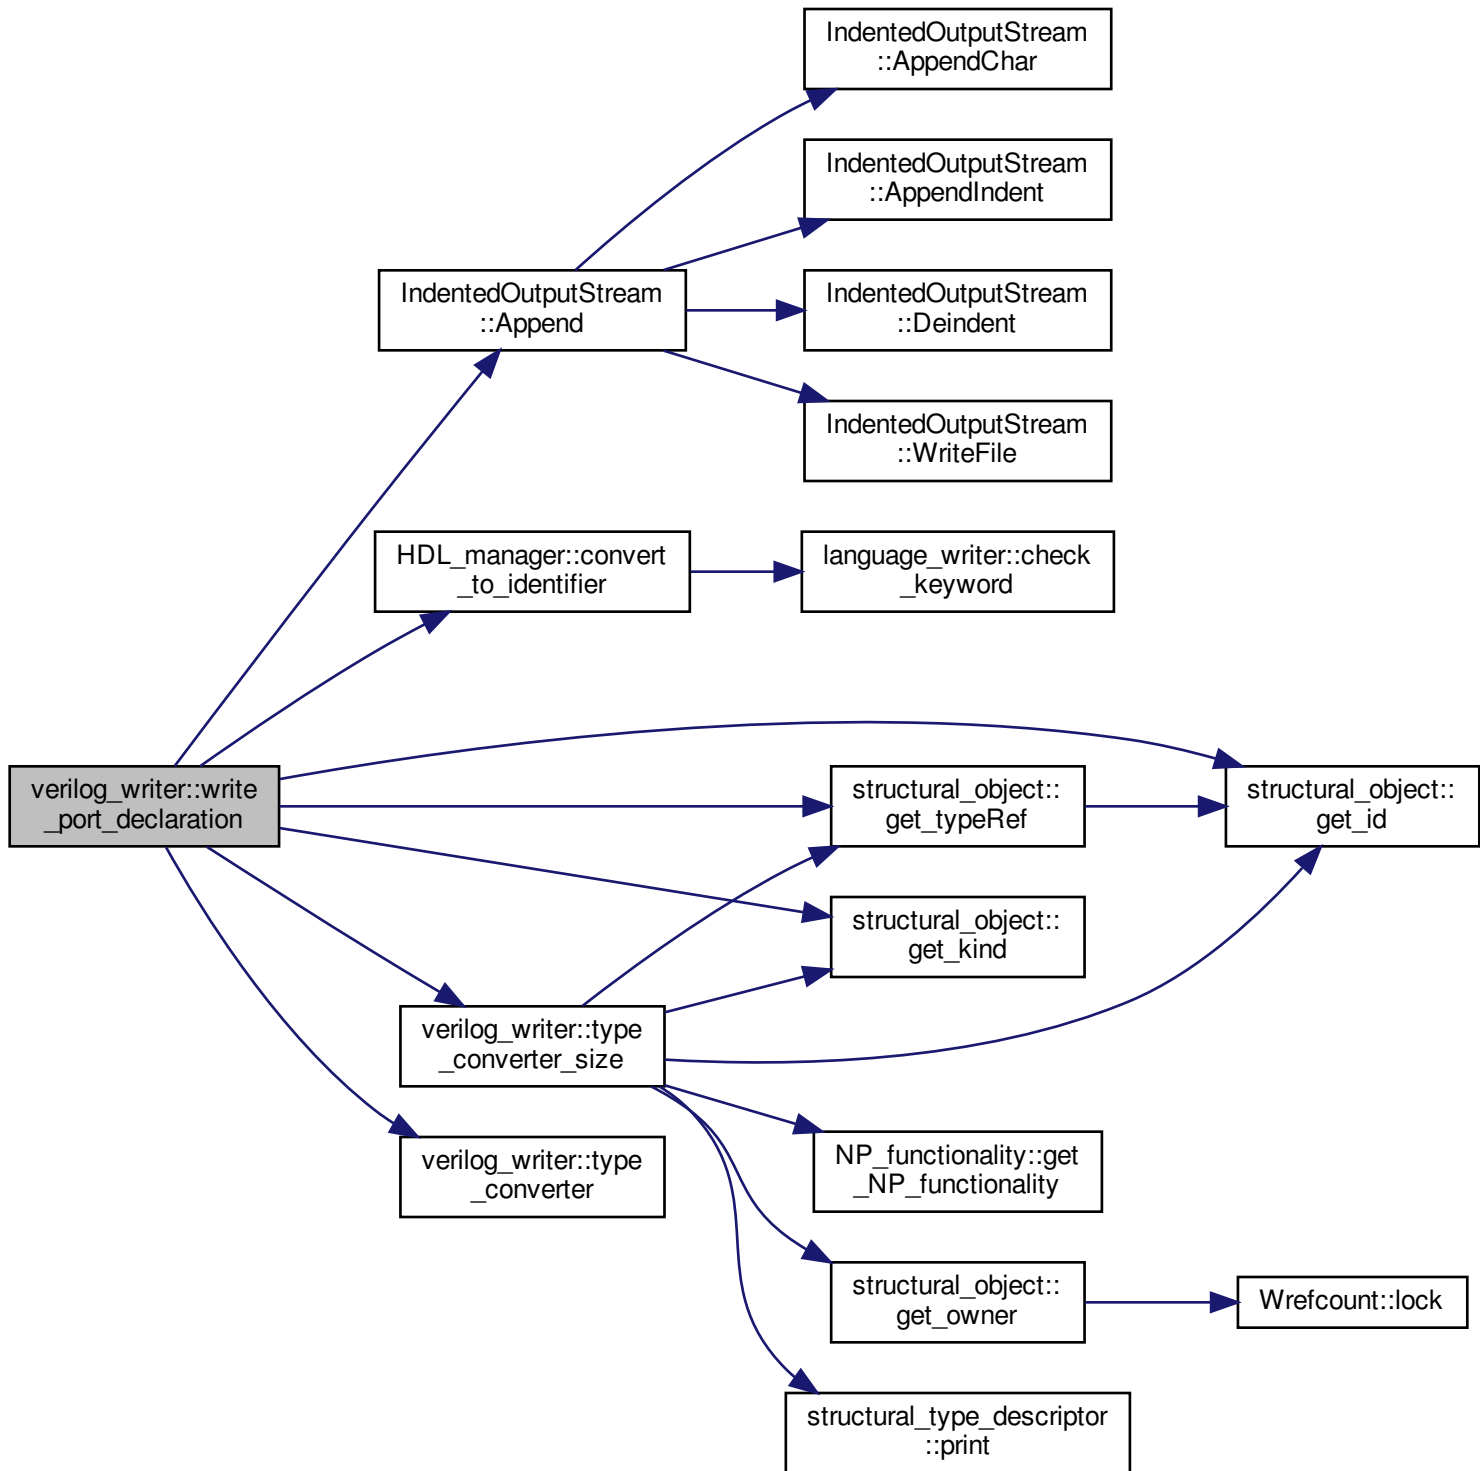 IndentedOutputStream
::AppendChar
IndentedOutputStream
::AppendIndent
IndentedOutputStream
::Append
IndentedOutputStream
::Deindent
IndentedOutputStream
::WriteFile
HDL_manager::convert
_to_identifier
language_writer::check
_keyword
verilog_writer::write
_port_declaration
structural_object::
get_typeRef
structural_object::
get_id
structural_object::
get_kind
verilog_writer::type
_converter_size
verilog_writer::type
_converter
NP_functionality::get
_NP_functionality
structural_object::
get_owner
Wrefcount::lock
structural_type_descriptor
::print